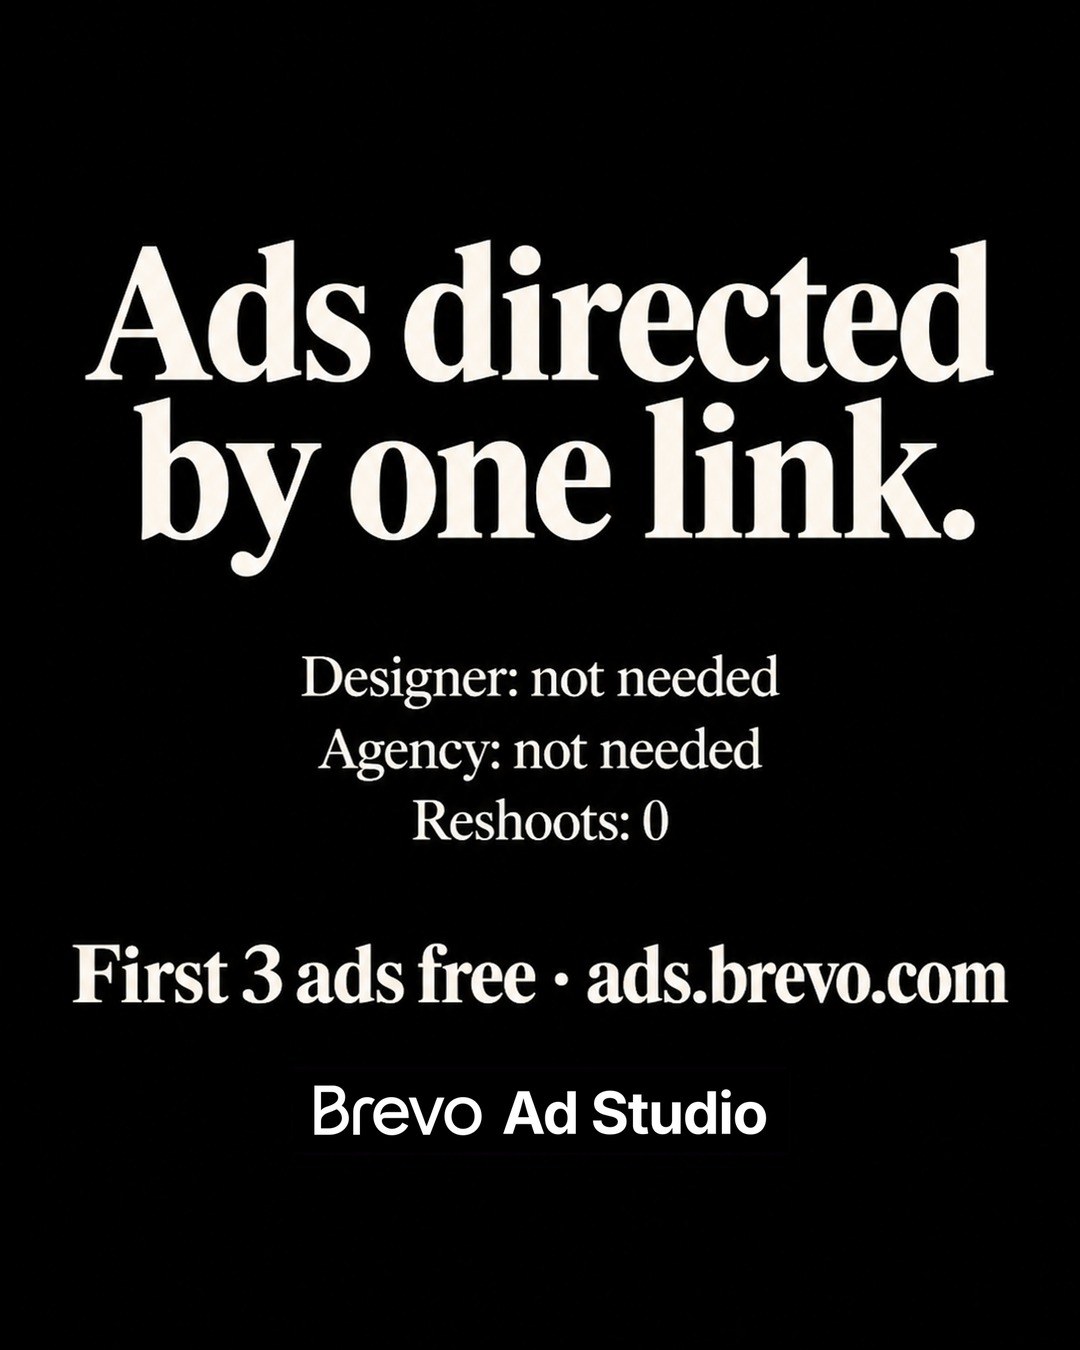 Ads directed
by one link.
Designer: not needed
Agency: not needed
Reshoots: 0
First 3 ads free · ads.brevo.com
Brevo Ad Studio